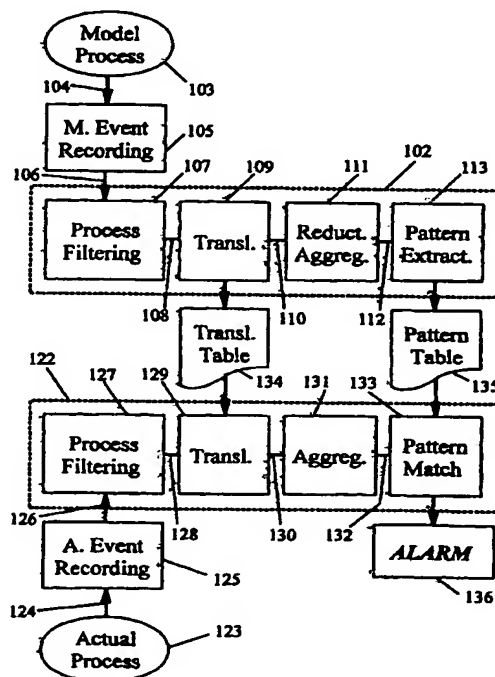 Model
Process
104
103
M. Event
Recording
105
106
107
109
111
102
113
Process
Filtering
Transl.
Reduct.
Aggreg.
Pattern
Extract.
108
110
112
Transl.
Table
Pattern
Table
122
127
129
134
131
133
135
Process
Filtering
Transl.
Aggreg.
Pattern
Match
126
128
130
132
A. Event
Recording
125
ALARM
136
124
Actual
Process
123